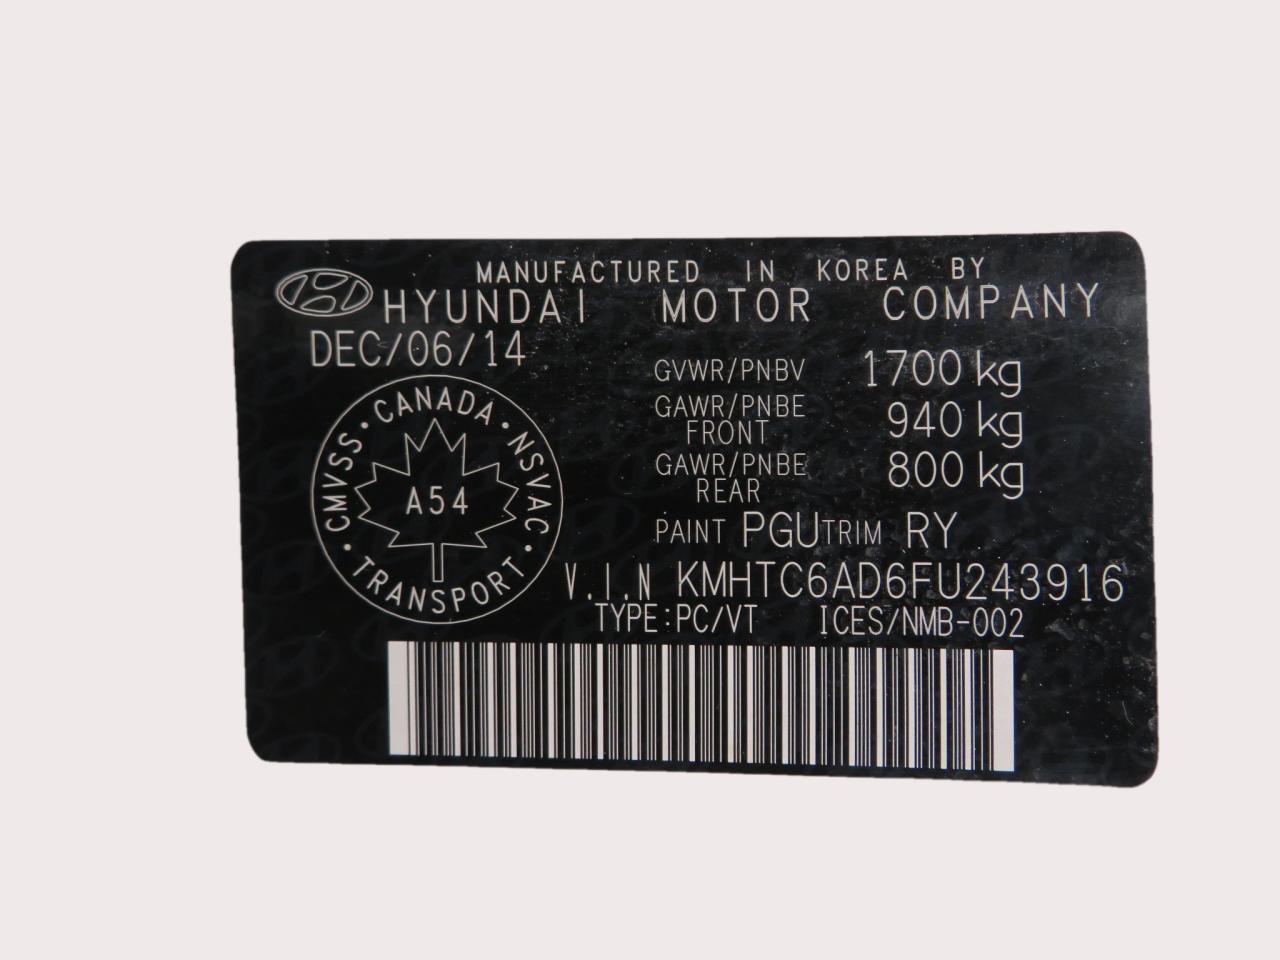 MANUFACTURED IN KOREA BY
HYUNDAI MOTOR COMPANY
DEC/06/14
GVWR/PNBV 1700 kg
GAWR/PNBE FRONT 940 kg
GAWR/PNBE REAR 800 kg
CANADA · NSVAC · TRANSPORT · CMVSS ·
A54
PAINT PGU TRIM RY
V.I.N KMHTC6AD6FU243916
TYPE:PC/VT ICES/NMB-002